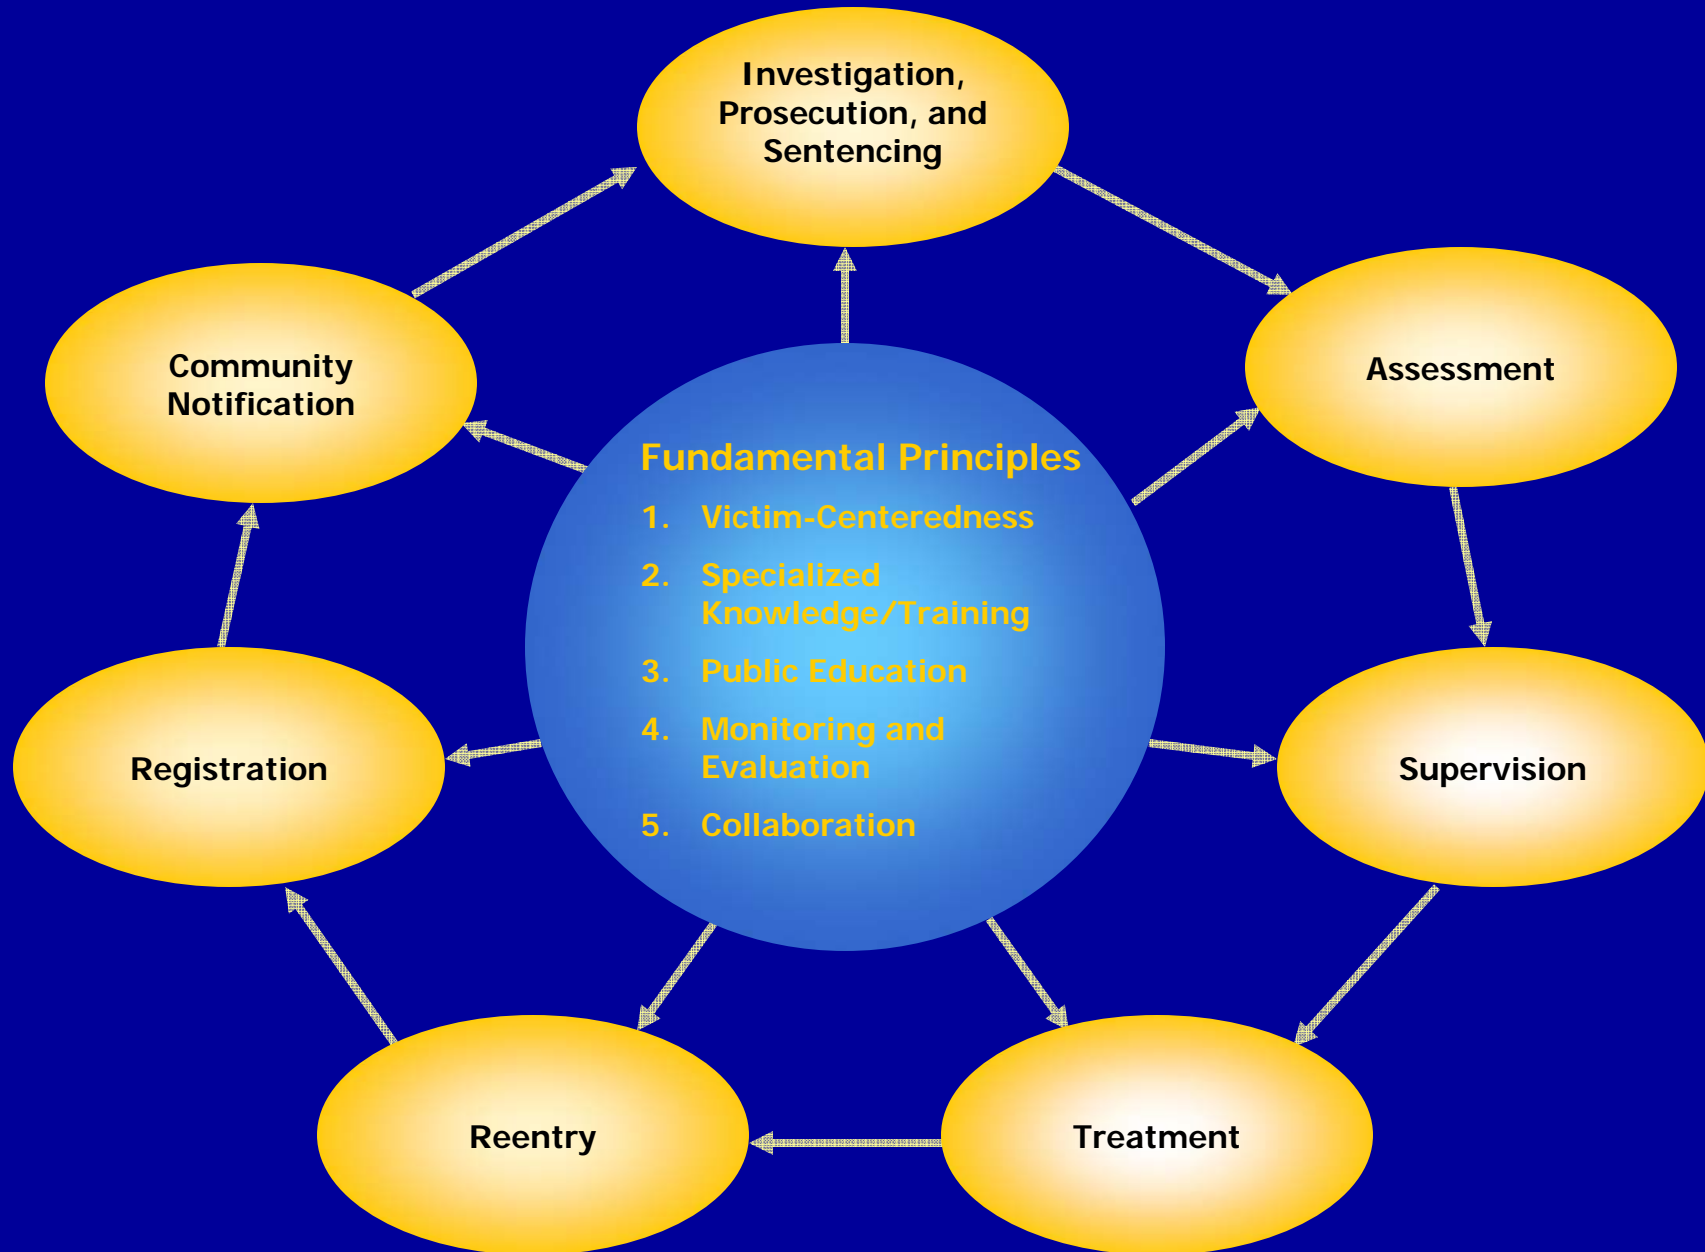 Investigation,
Prosecution, and
Sentencing
Assessment
Community
Notification
Fundamental Principles
1. Victim-Centeredness
2. Specialized
Knowledge/Training
3. Public Education
4. Monitoring and
Evaluation
5. Collaboration
Registration
Supervision
Reentry
Treatment